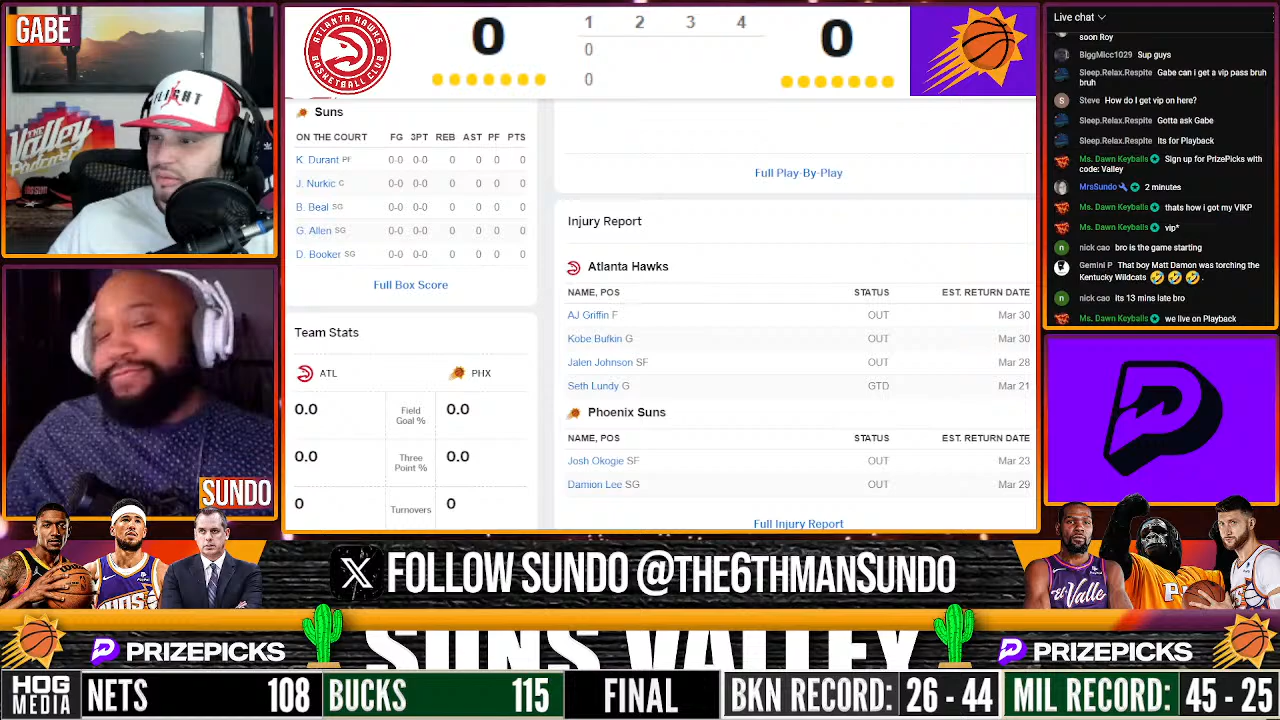 GABE
FLIGHT
THE
Valley
Podcast
SUNDO
ATLANTA HAWKS
BASKETBALL CLUB
0
1 2 3 4
0
0
0
Suns
ON THE COURT FG 3PT REB AST PF PTS
K. Durant PF 0-0 0-0 0 0 0 0
J. Nurkic C 0-0 0-0 0 0 0 0
B. Beal SG 0-0 0-0 0 0 0 0
G. Allen SG 0-0 0-0 0 0 0 0
D. Booker SG 0-0 0-0 0 0 0 0
Full Box Score
Team Stats
ATL PHX
0.0 Field Goal % 0.0
0.0 Three Point % 0.0
0 Turnovers 0
Full Play-By-Play
Injury Report
Atlanta Hawks
NAME, POS STATUS EST. RETURN DATE
AJ Griffin F OUT Mar 30
Kobe Bufkin G OUT Mar 30
Jalen Johnson SF OUT Mar 28
Seth Lundy G GTD Mar 21
Phoenix Suns
NAME, POS STATUS EST. RETURN DATE
Josh Okogie SF OUT Mar 23
Damion Lee SG OUT Mar 29
Full Injury Report
Live chat
soon Roy
BiggMicc1029 Sup guys
Sleep.Relax.Respite Gabe can i get a vip pass bruh
bruh
S Steve How do I get vip on here?
Sleep.Relax.Respite Gotta ask Gabe
Sleep.Relax.Respite Its for Playback
Ms. Dawn Keyballs Sign up for PrizePicks with
code: Valley
MrsSundo 2 minutes
Ms. Dawn Keyballs thats how i got my VIKP
Ms. Dawn Keyballs vip*
n nick cao bro is the game starting
Gemini P That boy Matt Damon was torching the
Kentucky Wildcats 🤣 🤣 🤣 .
n nick cao its 13 mins late bro
Ms. Dawn Keyballs we live on Playback
X FOLLOW SUNDO @THE6THMANSUNDO
PRIZEPICKS
SUNS VALLEY
PRIZEPICKS
HOG
MEDIA
NETS 108 BUCKS 115 FINAL BKN RECORD: 26 - 44 MIL RECORD: 45 - 25